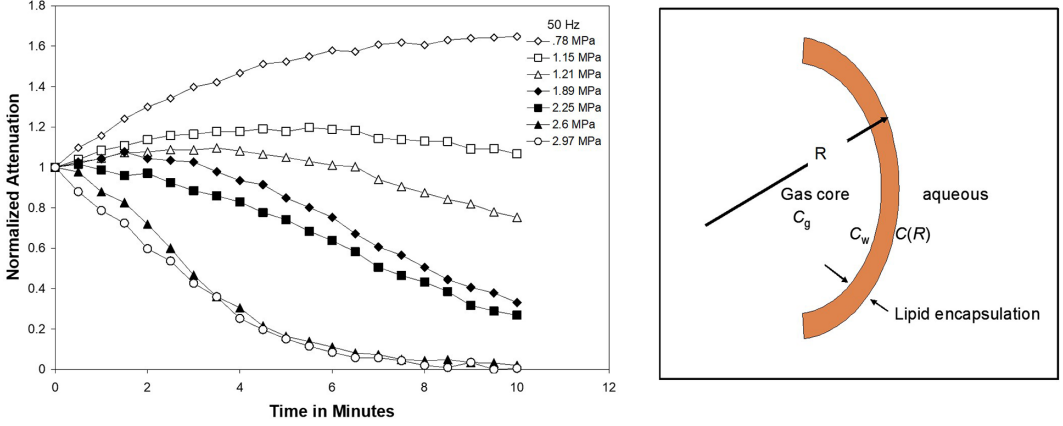 1.8
1.6
1.4
1.2
1
0.8
0.6
0.4
0.2
0
Normalized Attenuation
0 2 4 6 8 10 12
Time in Minutes
50 Hz
.78 MPa
1.15 MPa
1.21 MPa
1.89 MPa
2.25 MPa
2.6 MPa
2.97 MPa
R
Gas core
Cg
aqueous
Cw
C(R)
Lipid encapsulation